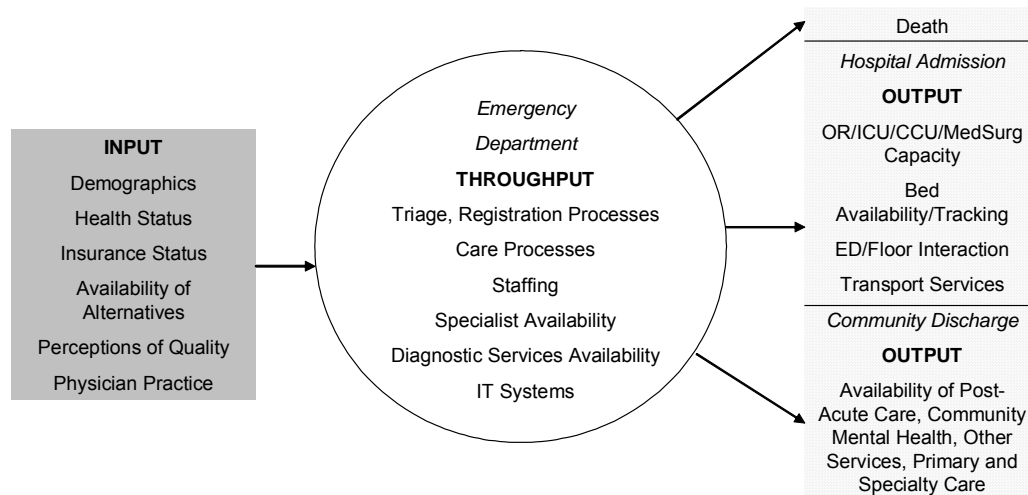 INPUT
Demographics
Health Status
Insurance Status
Availability of
Alternatives
Perceptions of Quality
Physician Practice
Emergency
Department
THROUGHPUT
Triage, Registration Processes
Care Processes
Staffing
Specialist Availability
Diagnostic Services Availability
IT Systems
Death
Hospital Admission
OUTPUT
OR/ICU/CCU/MedSurg
Capacity
Bed
Availability/Tracking
ED/Floor Interaction
Transport Services
Community Discharge
OUTPUT
Availability of Post-
Acute Care, Community
Mental Health, Other
Services, Primary and
Specialty Care